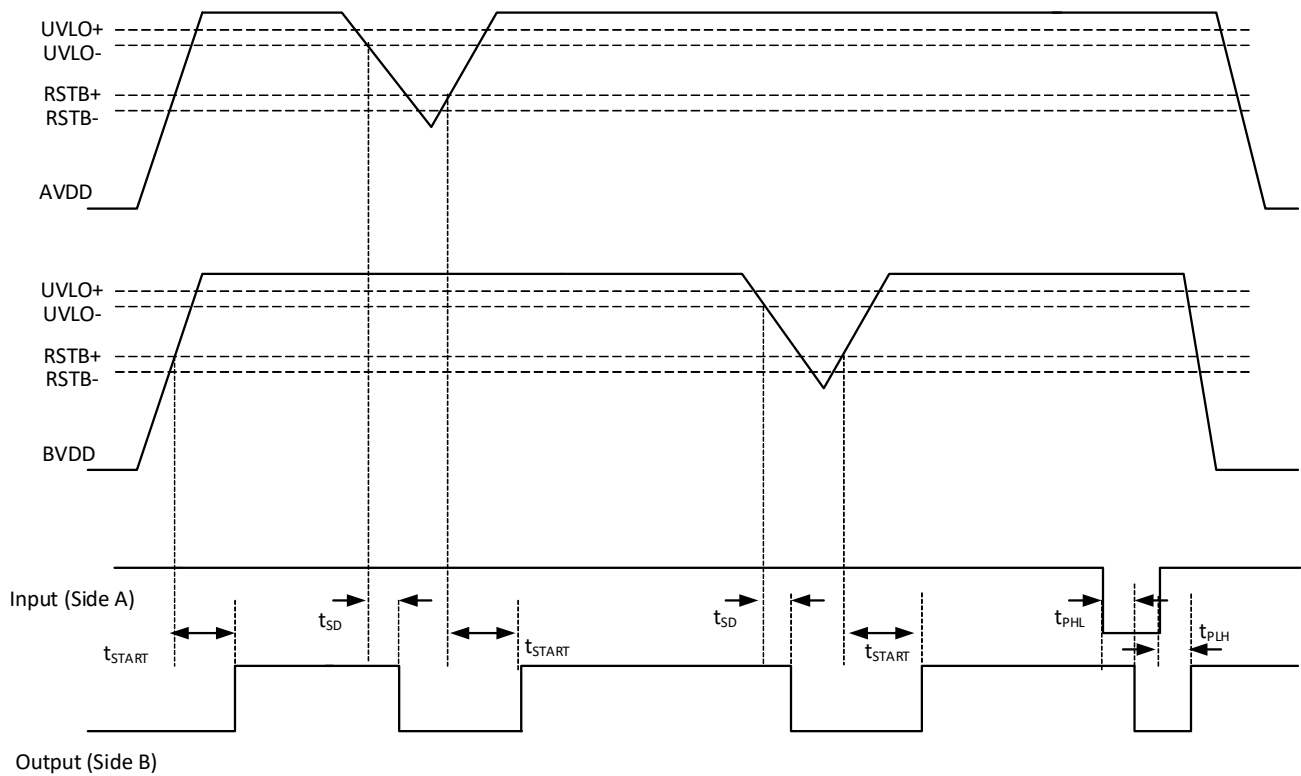 UVLO+
UVLO-
RSTB+
RSTB-
AVDD
UVLO+
UVLO-
RSTB+
RSTB-
BVDD
Input (Side A)
tSTART
tSD
tSTART
tSD
tSTART
tPHL
tPLH
Output (Side B)